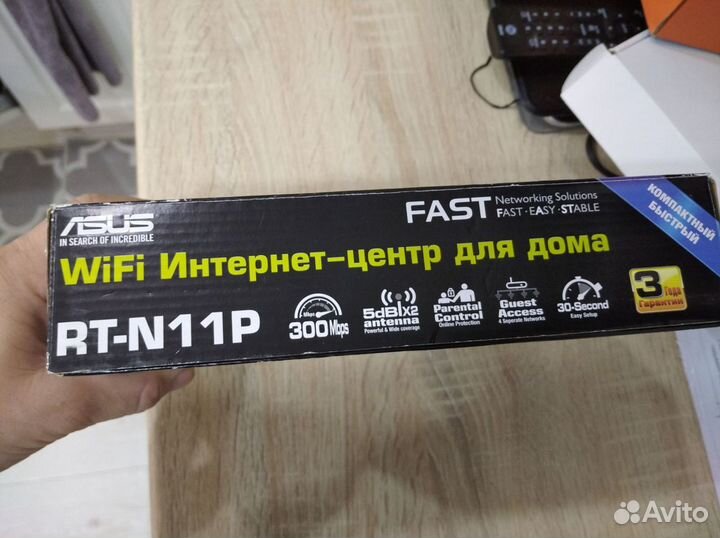 ASUS
IN SEARCH OF INCREDIBLE
FAST Networking Solutions
FAST·EASY·STABLE
КОМПАКТНЫЙ
БЫСТРЫЙ
WiFi Интернет-центр для дома
RT-N11P
Mbps
300Mbps
5dBix2
antenna
Powerful & Wide coverage
Parental
Control
Online Protection
Guest
Access
4 Seperate Networks
30-Second
Easy Setup
3 Года
Гарантии
Avito